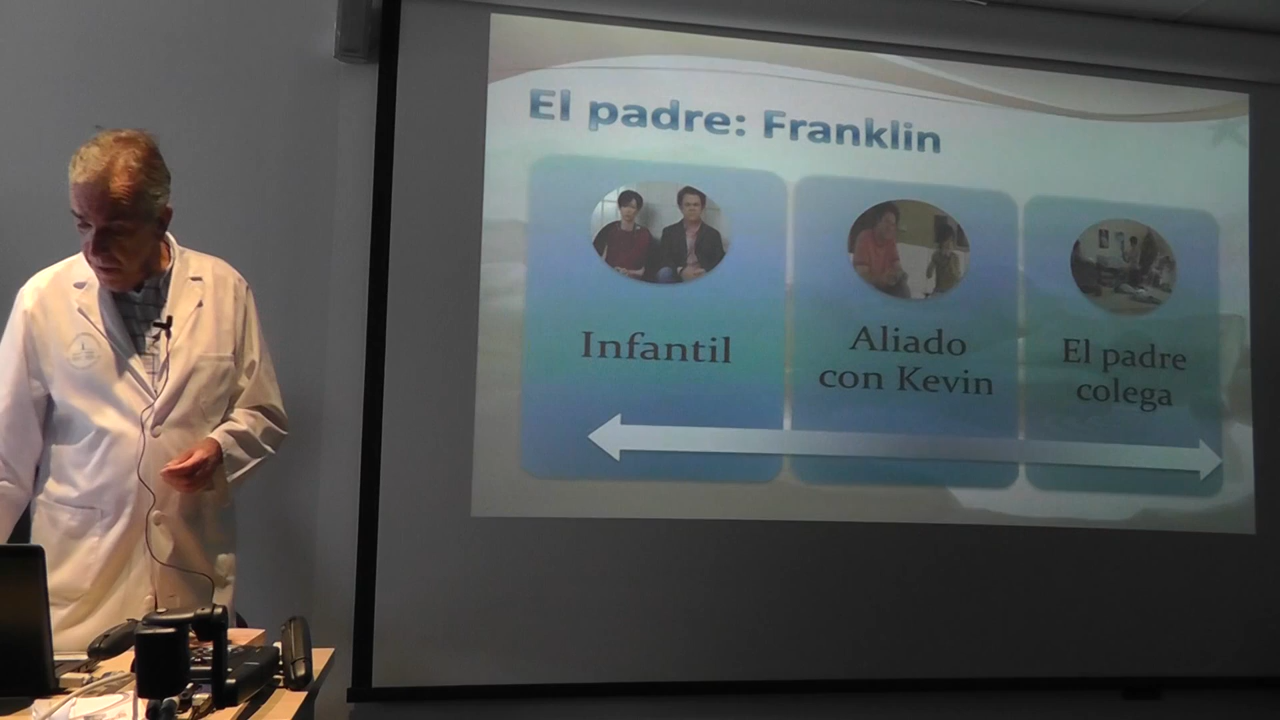 El padre: Franklin
Infantil
Aliado
con Kevin
El padre
colega